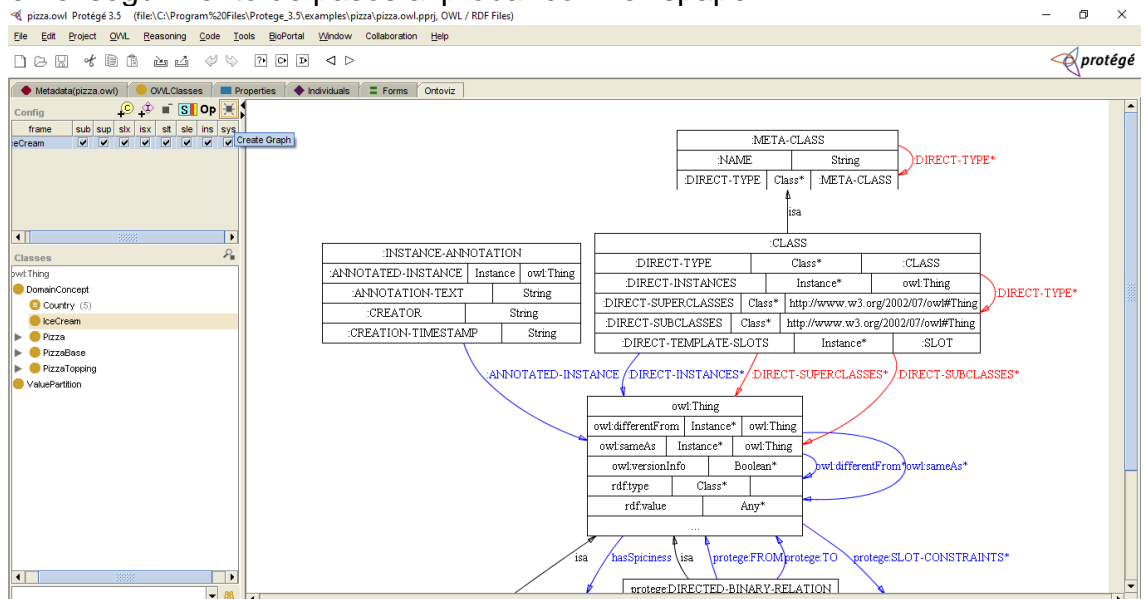 pizza.owl Protégé 3.5 (file:\C:\Program%20Files\Protege_3.5\examples\pizza\pizza.owl.pprj, OWL / RDF Files)
File Edit Project OWL Reasoning Code Tools BioPortal Window Collaboration Help
protégé
Metadata(pizza.owl) OWLClasses Properties Individuals Forms Ontoviz
Config Op
frame sub sup slx isx slt sle ins sys
eCream
Create Graph
Classes
owl:Thing
DomainConcept
Country (5)
IceCream
Pizza
PizzaBase
PizzaTopping
ValuePartition
:META-CLASS
:NAME String
:DIRECT-TYPE Class* :META-CLASS
:DIRECT-TYPE*
isa
:INSTANCE-ANNOTATION
:ANNOTATED-INSTANCE Instance owl:Thing
:ANNOTATION-TEXT String
:CREATOR String
:CREATION-TIMESTAMP String
:CLASS
:DIRECT-TYPE Class* :CLASS
:DIRECT-INSTANCES Instance* owl:Thing
:DIRECT-SUPERCLASSES Class* http://www.w3.org/2002/07/owl#Thing
:DIRECT-SUBCLASSES Class* http://www.w3.org/2002/07/owl#Thing
:DIRECT-TEMPLATE-SLOTS Instance* :SLOT
:DIRECT-TYPE*
:ANNOTATED-INSTANCE :DIRECT-INSTANCES* :DIRECT-SUPERCLASSES* :DIRECT-SUBCLASSES*
owl:Thing
owl:differentFrom Instance* owl:Thing
owl:sameAs Instance* owl:Thing
owl:versionInfo Boolean*
rdf:type Class*
rdf:value Any*
...
owl:differentFrom* owl:sameAs*
isa hasSpiciness isa protege:FROM protege:TO protege:SLOT-CONSTRAINTS*
protege:DIRECTED-BINARY-RELATION